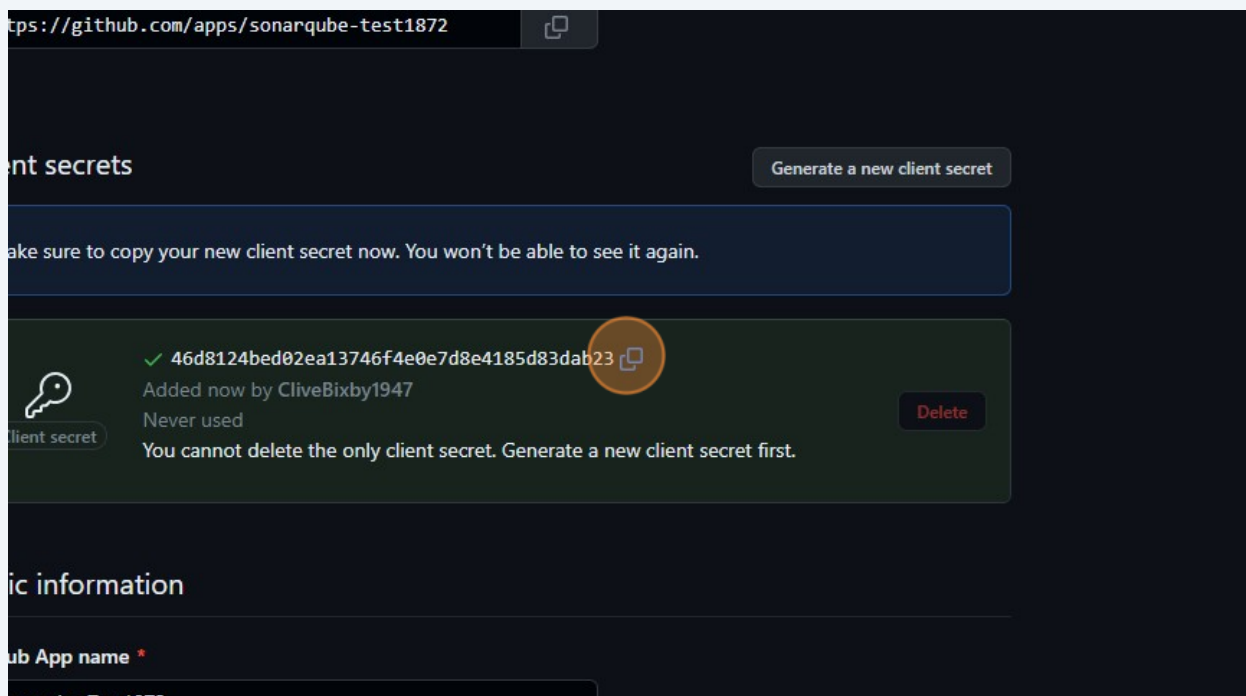 tps://github.com/apps/sonarqube-test1872
ent secrets
Generate a new client secret
ake sure to copy your new client secret now. You won't be able to see it again.
46d8124bed02ea13746f4e0e7d8e4185d83dab23
Added now by CliveBixby1947
Never used
Client secret
Delete
You cannot delete the only client secret. Generate a new client secret first.
ic information
ub App name *